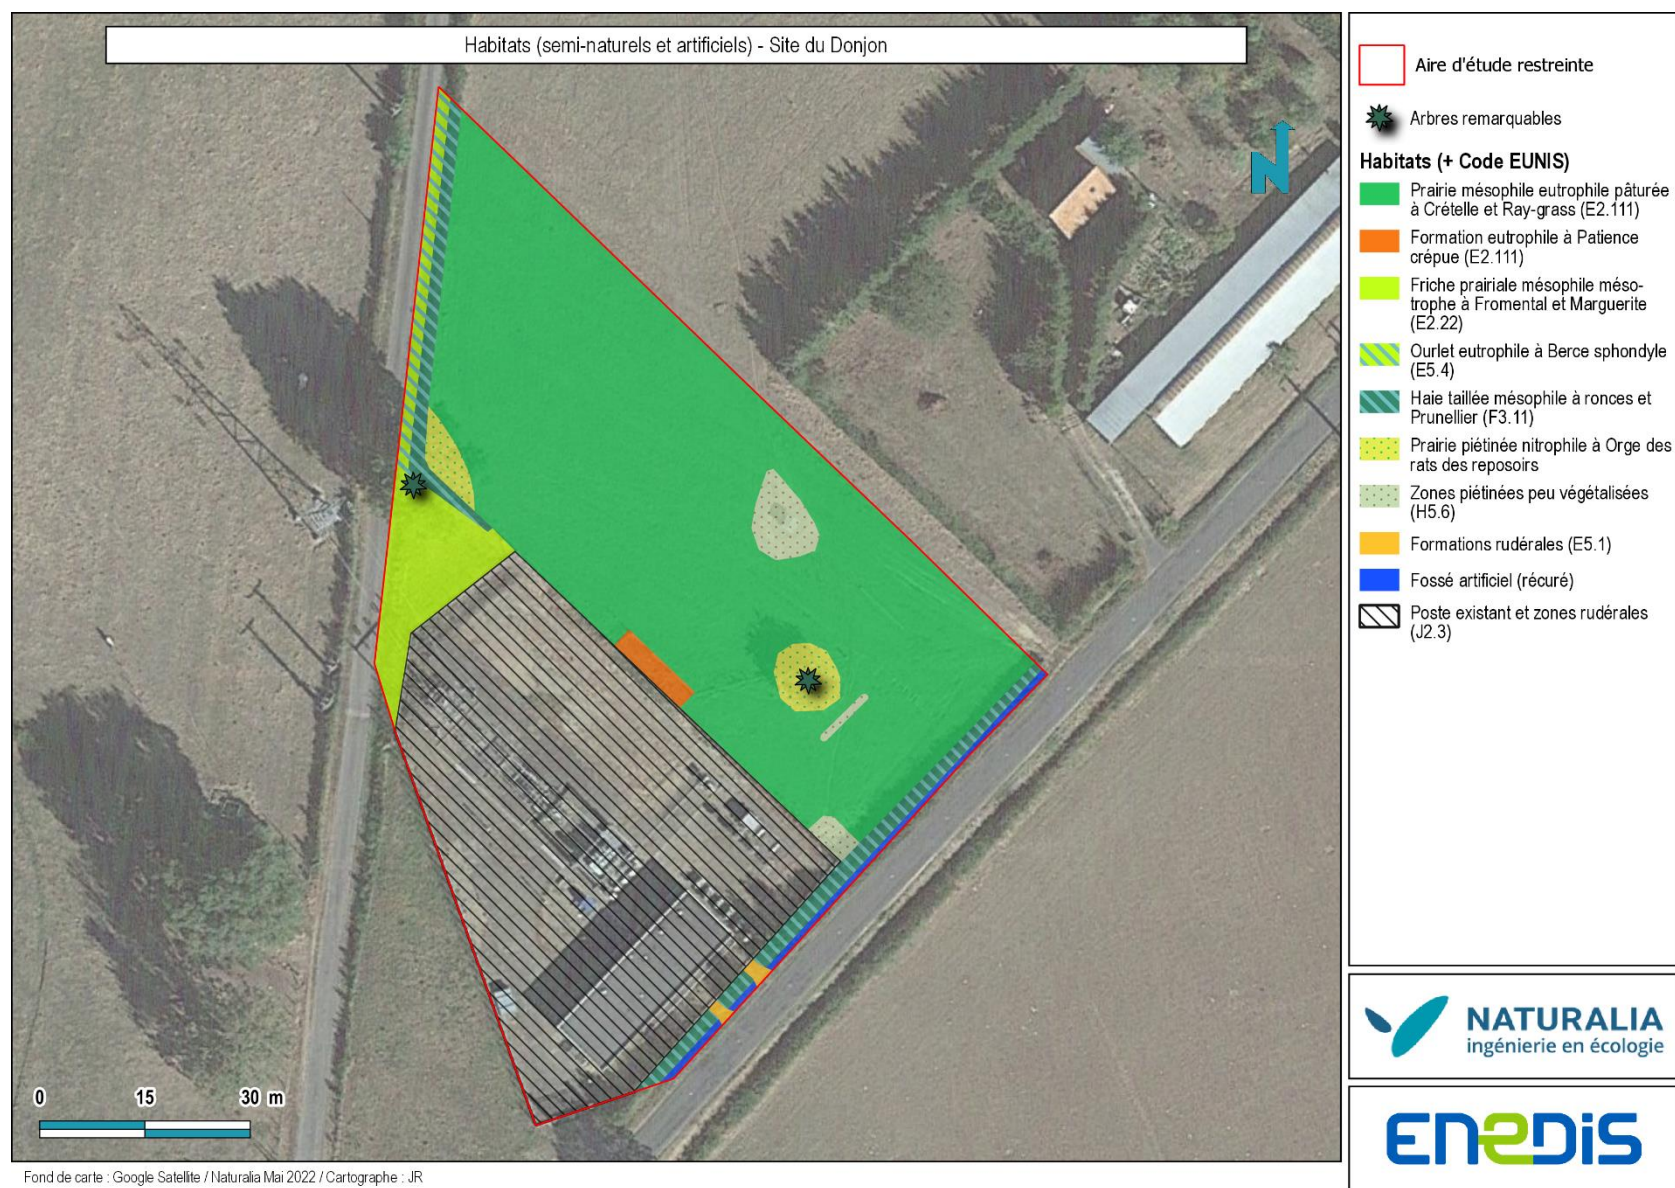 Habitats (semi-naturels et artificiels) - Site du Donjon
N
0 15 30 m
Fond de carte : Google Satellite / Naturalia Mai 2022 / Cartographe : JR
Aire d'étude restreinte
Arbres remarquables
Habitats (+ Code EUNIS)
Prairie mésophile eutrophile pâturée
à Crételle et Ray-grass (E2.111)
Formation eutrophile à Patience
crépue (E2.111)
Friche prairiale mésophile méso-
trophe à Fromental et Marguerite
(E2.22)
Ourlet eutrophile à Berce sphondyle
(E5.4)
Haie taillée mésophile à ronces et
Prunellier (F3.11)
Prairie piétinée nitrophile à Orge des
rats des reposoirs
Zones piétinées peu végétalisées
(H5.6)
Formations rudérales (E5.1)
Fossé artificiel (récuré)
Poste existant et zones rudérales
(J2.3)
NATURALIA
ingénierie en écologie
ENEDIS